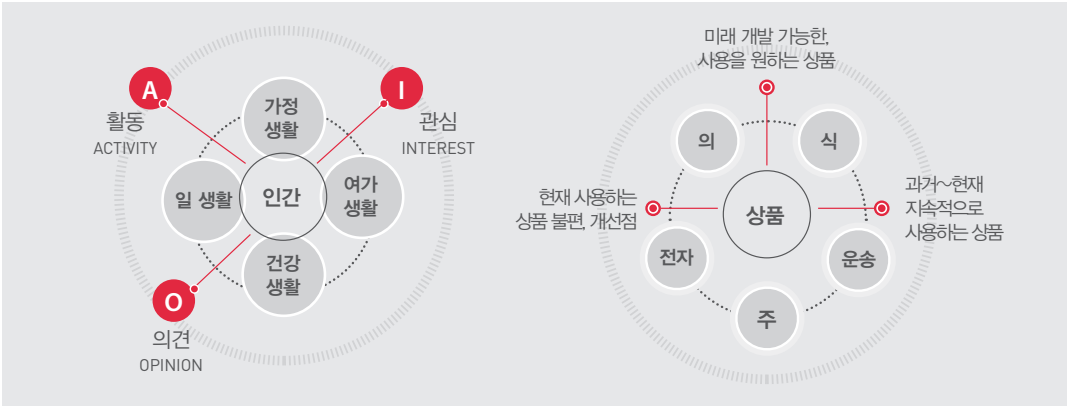 A
활동
ACTIVITY
I
관심
INTEREST
가정
생활
일 생활
인간
여가
생활
건강
생활
O
의견
OPINION
미래 개발 가능한,
사용을 원하는 상품
의
식
현재 사용하는
상품 불편, 개선점
상품
과거~현재
지속적으로
사용하는 상품
전자
운송
주